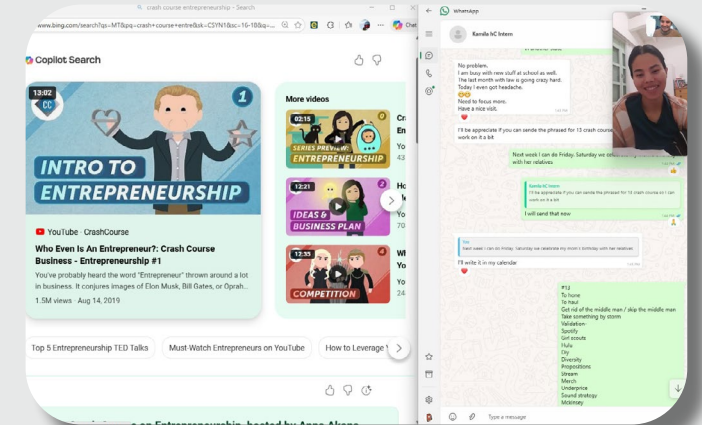 crash course entrepreneurship - Search
www.bing.com/search?qs=MT&pq=crash+course+entre&sk=CSYN1&sc=16-18&q=...
Chat
Copilot Search
13:02
CC
1
INTRO TO
ENTREPRENEURSHIP
YouTube · CrashCourse
Who Even Is An Entrepreneur?: Crash Course
Business - Entrepreneurship #1
You've probably heard the word "Entrepreneur" thrown around a lot
in business. It conjures images of Elon Musk, Bill Gates, or Oprah...
1.5M views · Aug 14, 2019
More videos
02:15
0
SERIES PREVIEW:
ENTREPRENEURSHIP
12:21
2
IDEAS &
BUSINESS PLAN
12:35
4
COMPETITION
Top 5 Entrepreneurship TED Talks
Must-Watch Entrepreneurs on YouTube
How to Leverage
WhatsApp
Kamila hC Intern
No problem.
I am busy with new stuff at school as well.
The last month with law is going crazy hard.
Today I even got headache.
Need to focus more.
Have a nice visit.
I'll be appreciate if you can sende the phrased for 13 crash course
work on it a bit
Next week I can do Friday. Saturday we
with her relatives
Kamila hC Intern
I'll be appreciate if you can sende the phrased for 13 crash course so I can
work on it a bit
I will send that now
You
Next week I can do Friday. Saturday we celebrate my mom's birthday with her relatives
I'll write it in my calendar
#13
To hone
To haul
Get rid of the middle man / skip the middle man
Take something by storm
Validation
Spotify
Girl scouts
Hulu
Diy
Diversity
Propositions
Stream
Merch
Underprice
Sound strategy
Mckinsey
Type a message